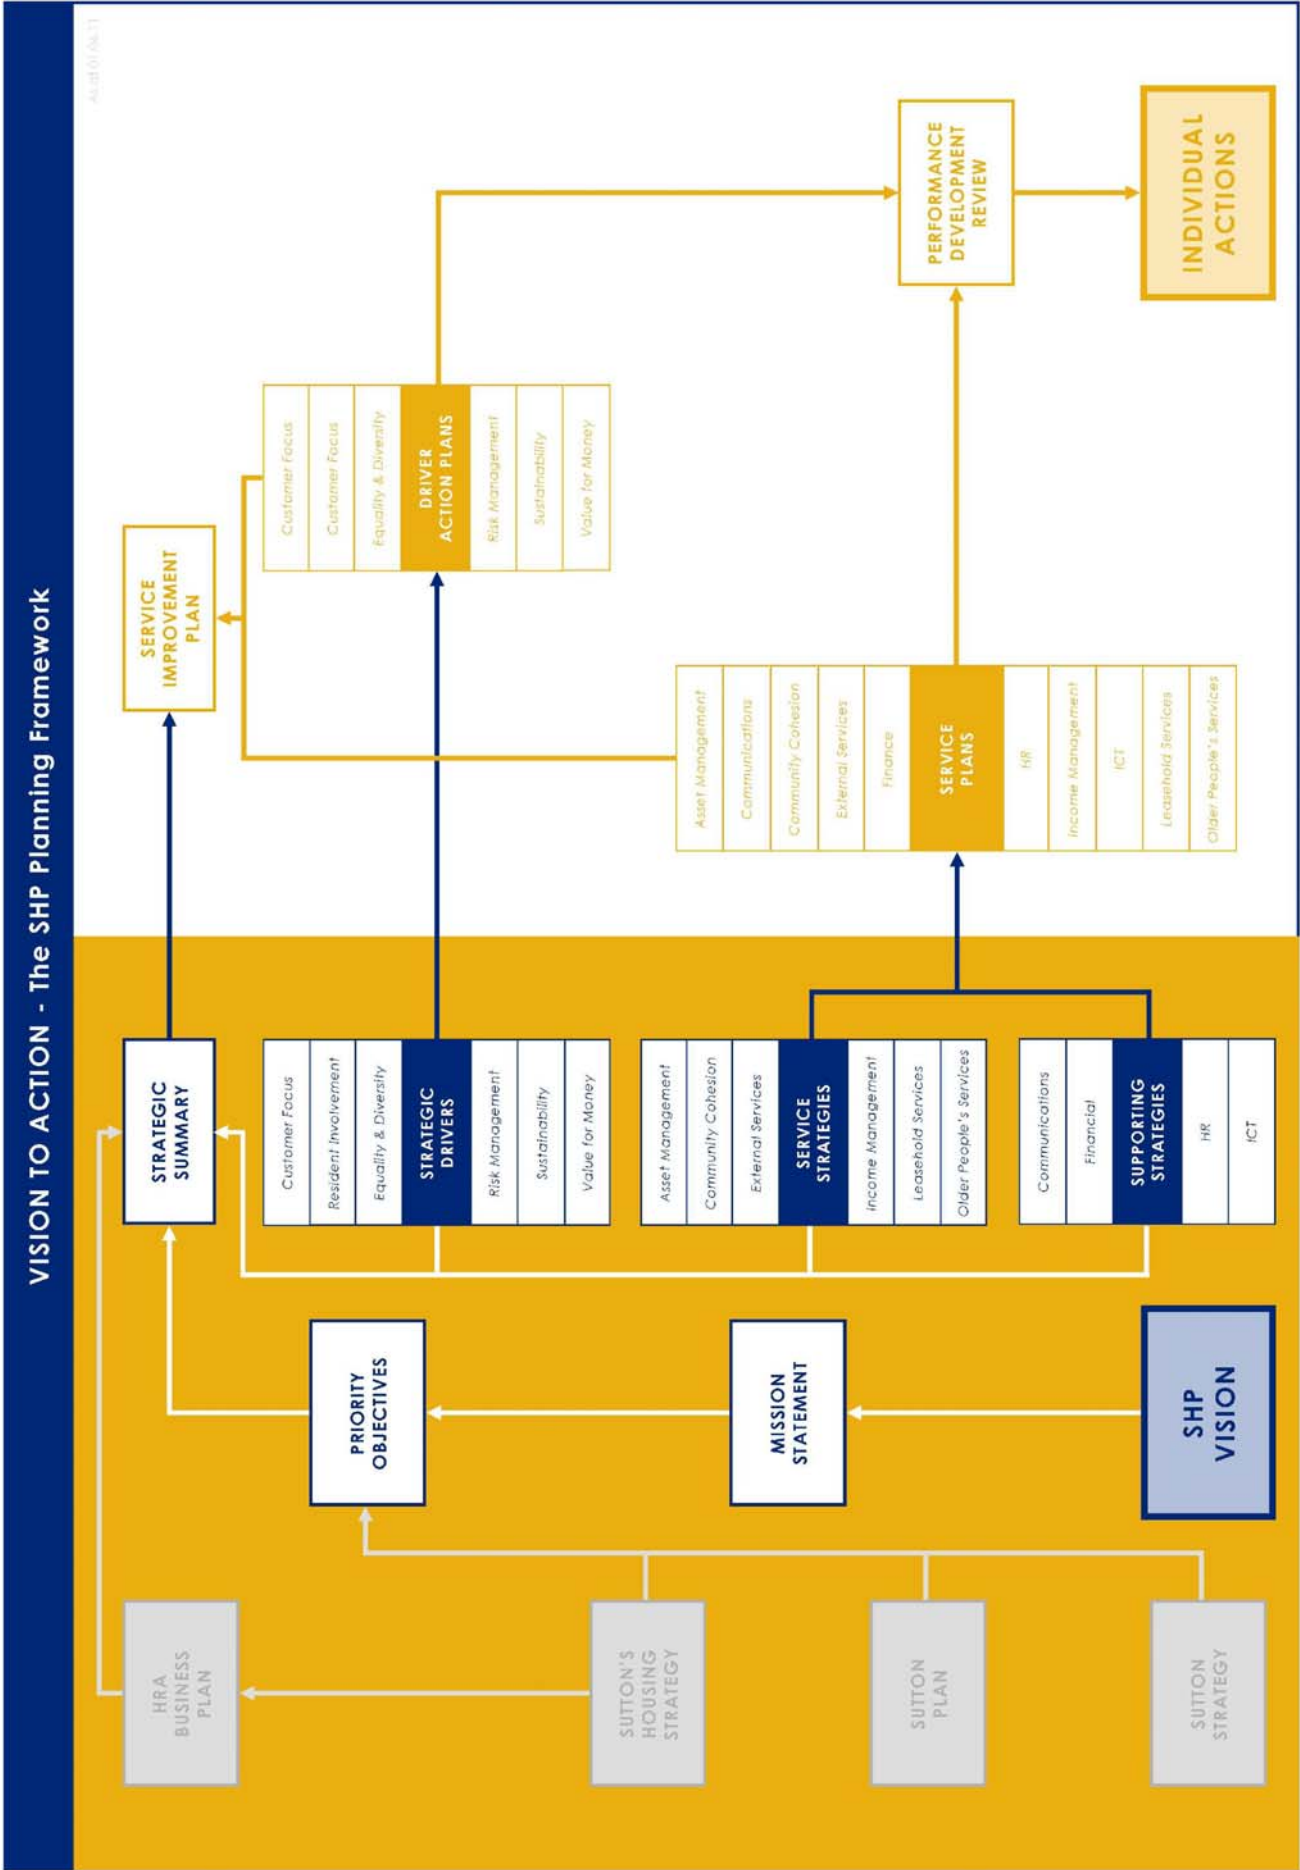 VISION TO ACTION - The SHP Planning Framework
As at 01/06/11
HRA
BUSINESS
PLAN
SUTTON'S
HOUSING
STRATEGY
SUTTON
PLAN
SUTTON
STRATEGY
PRIORITY
OBJECTIVES
MISSION
STATEMENT
SHP
VISION
STRATEGIC
SUMMARY
Customer Focus
Resident Involvement
Equality & Diversity
STRATEGIC
DRIVERS
Risk Management
Sustainability
Value for Money
Asset Management
Community Cohesion
External Services
SERVICE
STRATEGIES
Income Management
Leasehold Services
Older People's Services
Communications
Financial
SUPPORTING
STRATEGIES
HR
ICT
SERVICE
IMPROVEMENT
PLAN
Customer Focus
Customer Focus
Equality & Diversity
DRIVER
ACTION PLANS
Risk Management
Sustainability
Value for Money
Asset Management
Communications
Community Cohesion
External Services
Finance
SERVICE
PLANS
HR
Income Management
ICT
Leasehold Services
Older People's Services
PERFORMANCE
DEVELOPMENT
REVIEW
INDIVIDUAL
ACTIONS